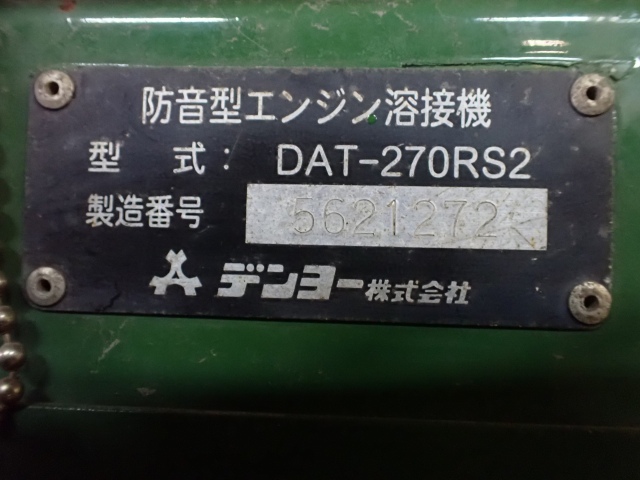 防音型エンジン溶接機
型 式: DAT-270RS2
製造番号 5621272
デンヨー株式会社